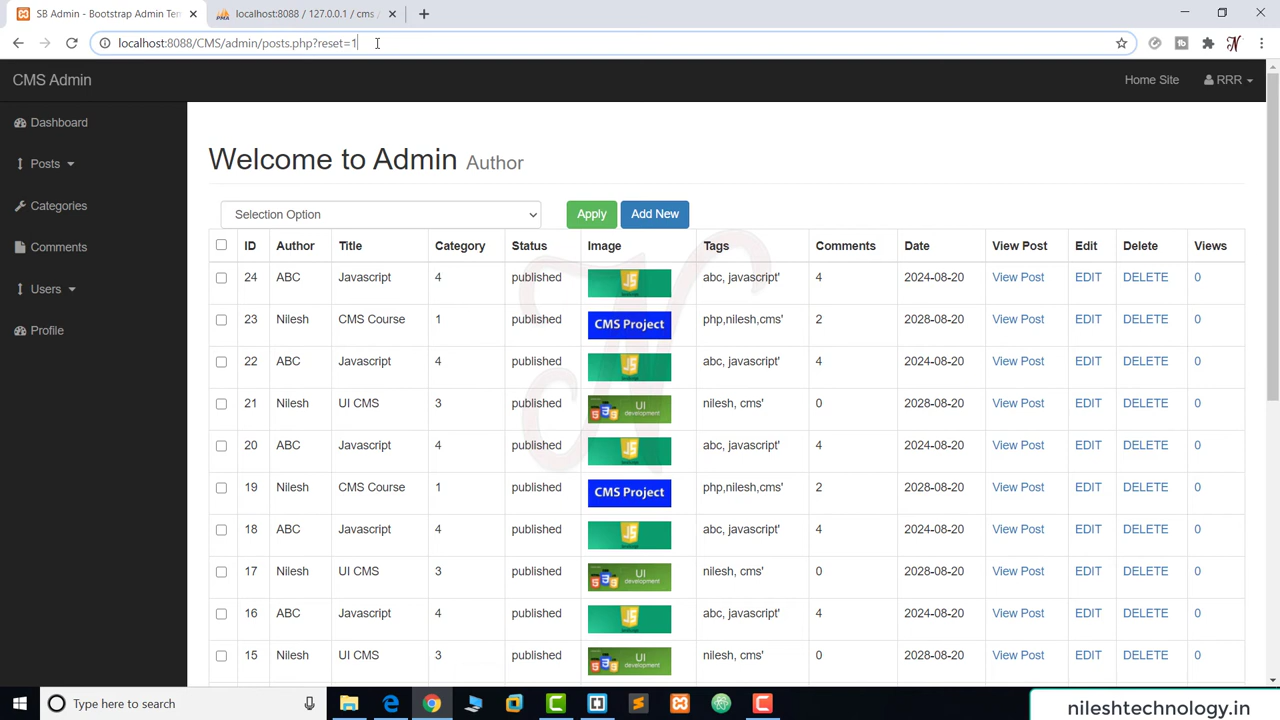 SB Admin - Bootstrap Admin Tem
localhost:8088 / 127.0.0.1 / cms /
localhost:8088/CMS/admin/posts.php?reset=1
CMS Admin
Home Site
RRR
Dashboard
Posts
Categories
Comments
Users
Profile
Welcome to Admin Author
Selection Option
Apply
Add New
ID Author Title Category Status Image Tags Comments Date View Post Edit Delete Views
24 ABC Javascript 4 published JS abc, javascript' 4 2024-08-20 View Post EDIT DELETE 0
23 Nilesh CMS Course 1 published CMS Project php,nilesh,cms' 2 2028-08-20 View Post EDIT DELETE 0
22 ABC Javascript 4 published JS abc, javascript' 4 2024-08-20 View Post EDIT DELETE 0
21 Nilesh UI CMS 3 published UI development nilesh, cms' 0 2028-08-20 View Post EDIT DELETE 0
20 ABC Javascript 4 published JS abc, javascript' 4 2024-08-20 View Post EDIT DELETE 0
19 Nilesh CMS Course 1 published CMS Project php,nilesh,cms' 2 2028-08-20 View Post EDIT DELETE 0
18 ABC Javascript 4 published JS abc, javascript' 4 2024-08-20 View Post EDIT DELETE 0
17 Nilesh UI CMS 3 published UI development nilesh, cms' 0 2028-08-20 View Post EDIT DELETE 0
16 ABC Javascript 4 published JS abc, javascript' 4 2024-08-20 View Post EDIT DELETE 0
15 Nilesh UI CMS 3 published UI development nilesh, cms' 0 2028-08-20 View Post EDIT DELETE 0
Type here to search
nileshtechnology.in